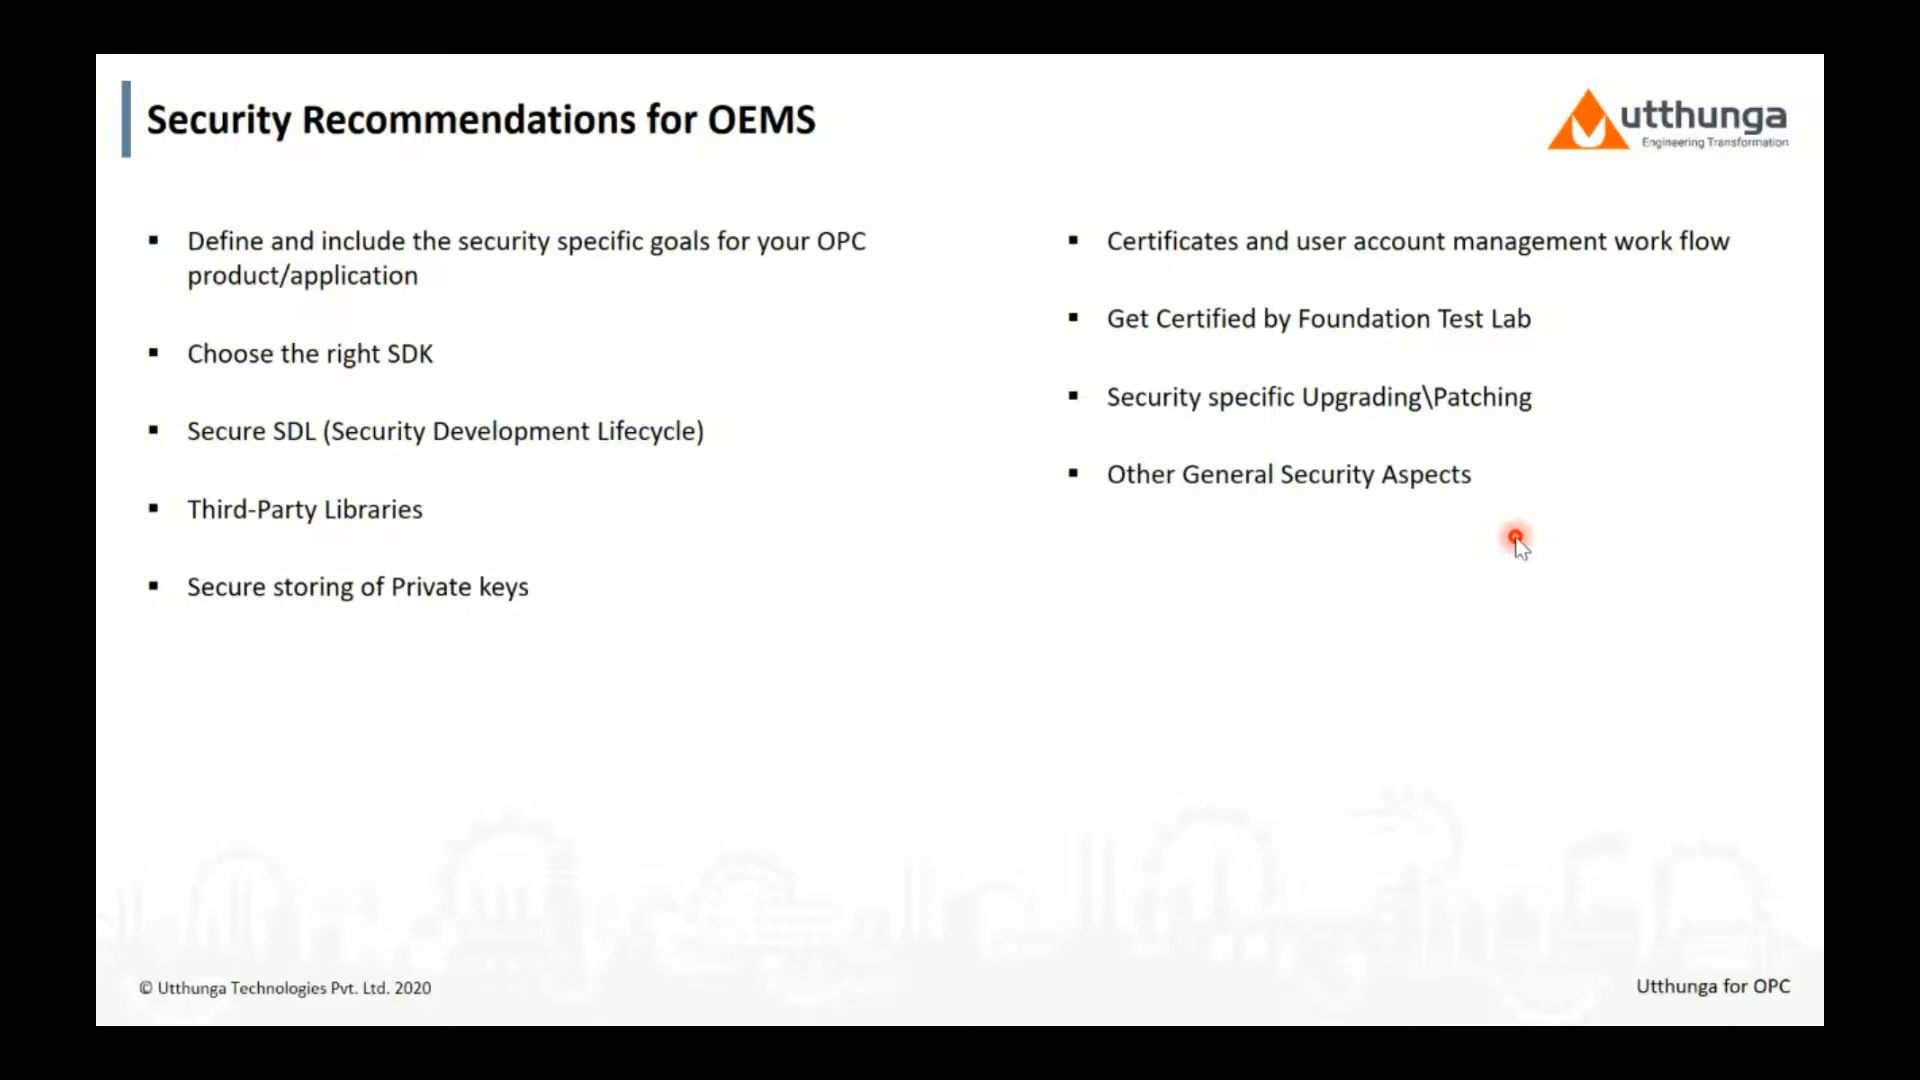 Security Recommendations for OEMS
utthunga
Engineering Transformation
▪ Define and include the security specific goals for your OPC
product/application
▪ Choose the right SDK
▪ Secure SDL (Security Development Lifecycle)
▪ Third-Party Libraries
▪ Secure storing of Private keys
▪ Certificates and user account management work flow
▪ Get Certified by Foundation Test Lab
▪ Security specific Upgrading\Patching
▪ Other General Security Aspects
© Utthunga Technologies Pvt. Ltd. 2020
Utthunga for OPC